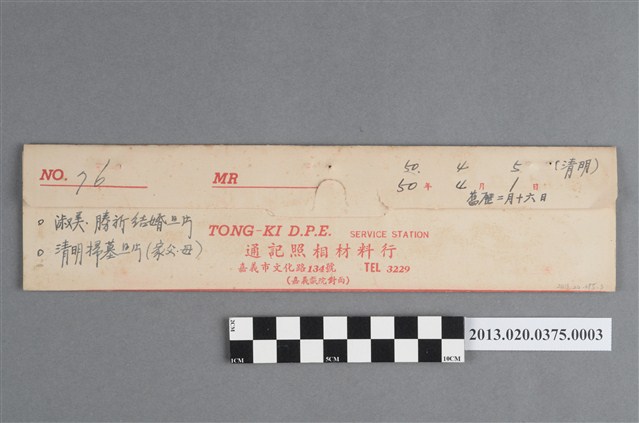 50. 4 5 (清明)
NO. 76 MR 50年 4月 1日
舊曆二月十六日
淑美．勝祈結婚照片
清明掃墓照片(家父．母)
TONG-KI D.P.E. SERVICE STATION
通記照相材料行
嘉義市文化路134號 TEL 3229
(嘉義戲院對面)
2CM
1CM 5CM 10CM
2013.020.0375.0003